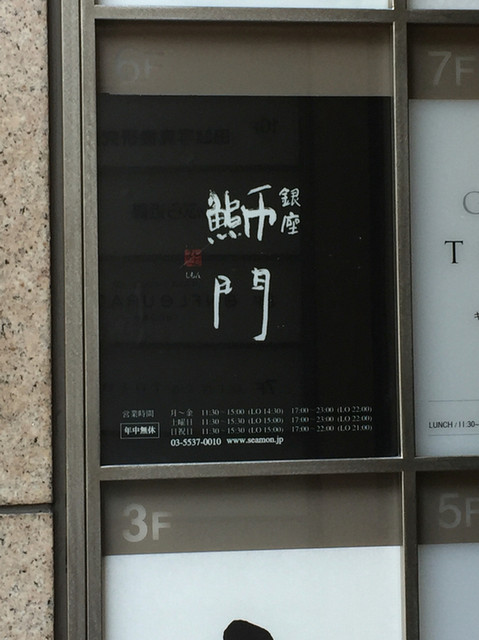 6F
7F
銀座
鰤門
T
営業時間 月〜金 11:30－15:00 (LO 14:30) 17:00－23:00 (LO 22:00)
年中無休 土曜日 11:30－15:30 (LO 15:00) 17:00－23:00 (LO 22:00)
日祝日 11:30－15:30 (LO 15:00) 17:00－22:00 (LO 21:00)
03-5537-0010 www.seamon.jp
LUNCH / 11:30–
3F
5F